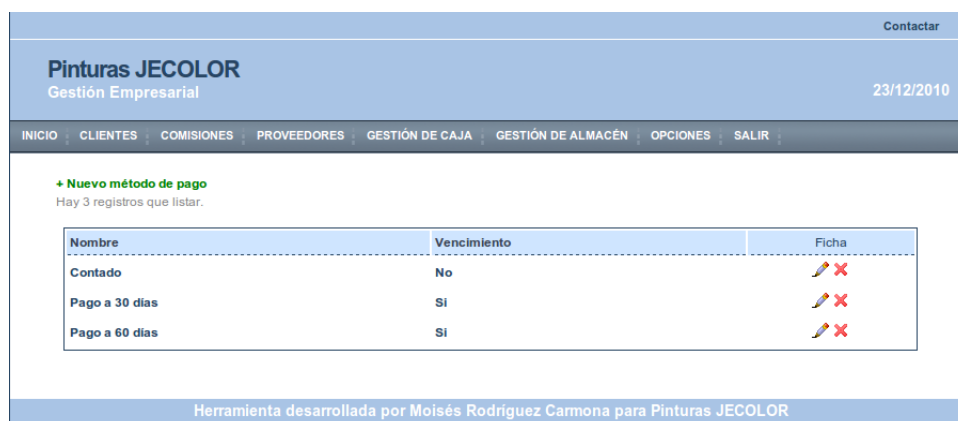 Contactar
Pinturas JECOLOR
Gestión Empresarial
23/12/2010
INICIO CLIENTES COMISIONES PROVEEDORES GESTIÓN DE CAJA GESTIÓN DE ALMACÉN OPCIONES SALIR
+ Nuevo método de pago
Hay 3 registros que listar.
Nombre Vencimiento Ficha
Contado No
Pago a 30 días Si
Pago a 60 días Si
Herramienta desarrollada por Moisés Rodríguez Carmona para Pinturas JECOLOR